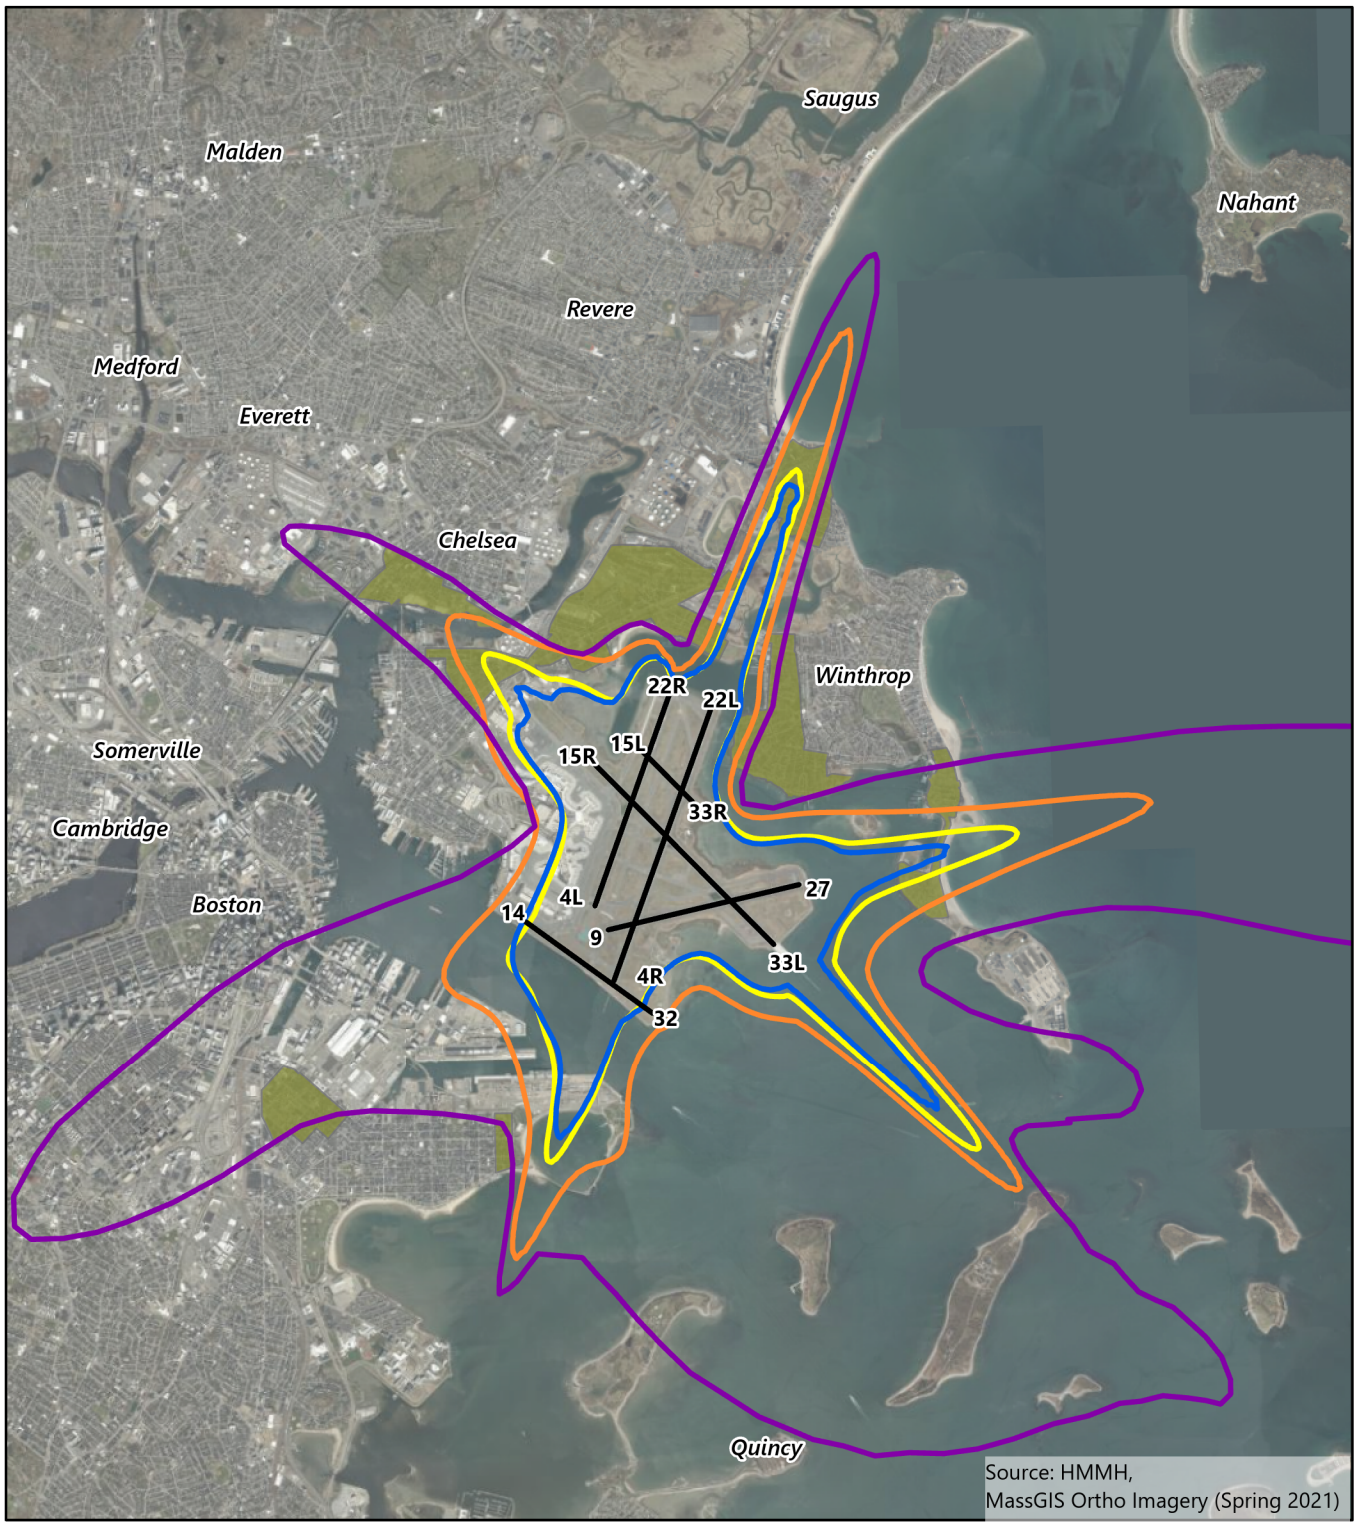 Saugus
Malden
Nahant
Revere
Medford
Everett
Chelsea
Winthrop
22R
22L
15L
15R
Somerville
33R
Cambridge
27
4L
Boston
14
9
33L
4R
32
Quincy
Source: HMMH,
MassGIS Ortho Imagery (Spring 2021)